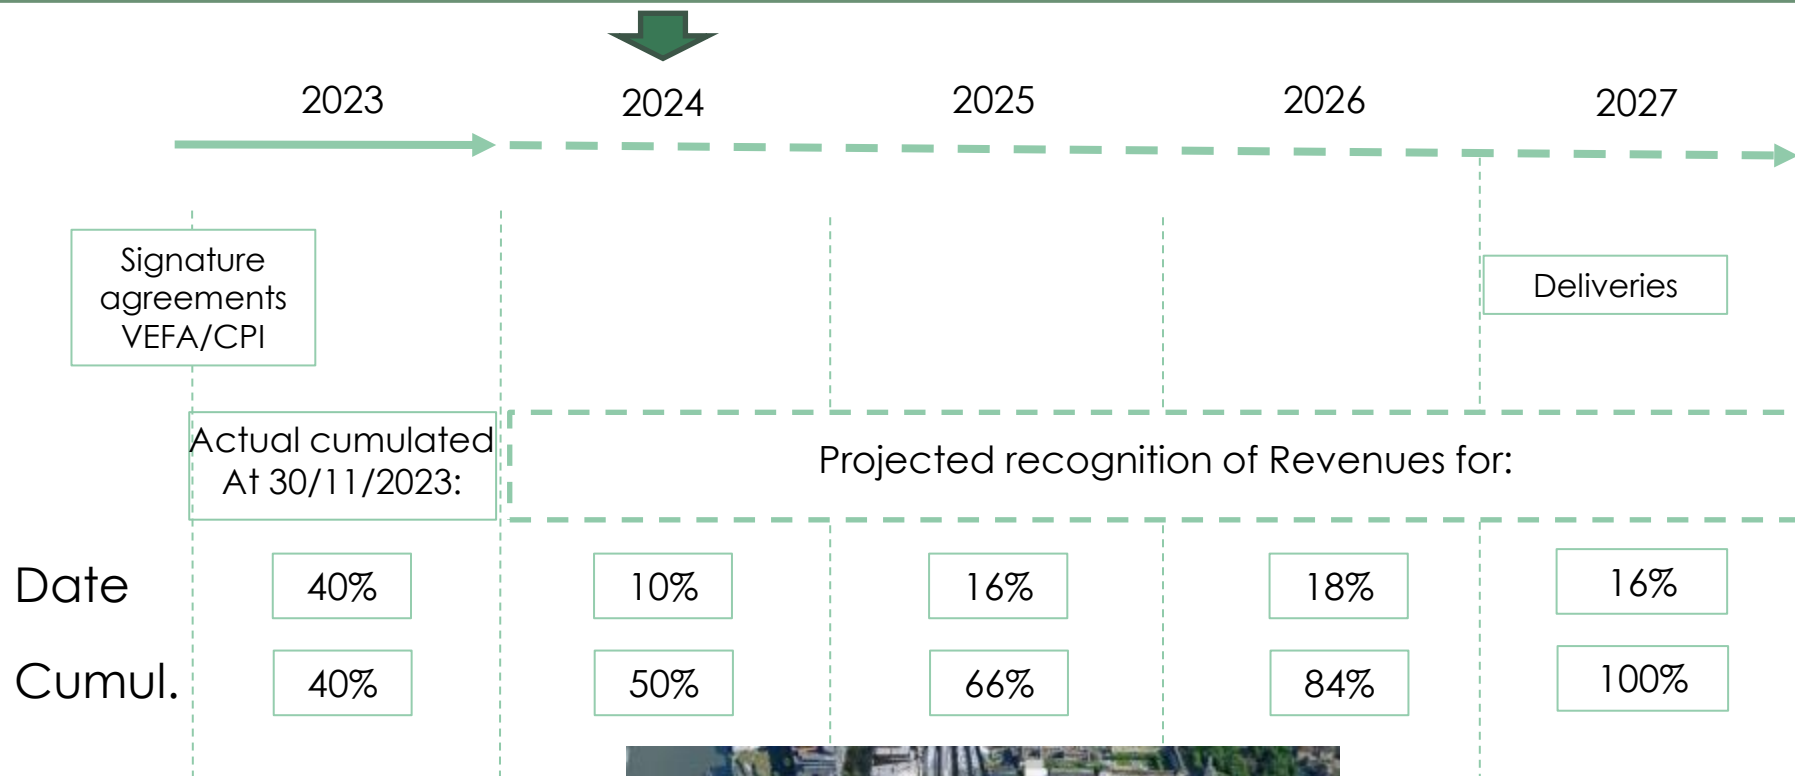 2023
2024
2025
2026
2027
Signature
agreements
VEFA/CPI
Deliveries
Actual cumulated
At 30/11/2023:
Projected recognition of Revenues for:
Date
40%
10%
16%
18%
16%
Cumul.
40%
50%
66%
84%
100%